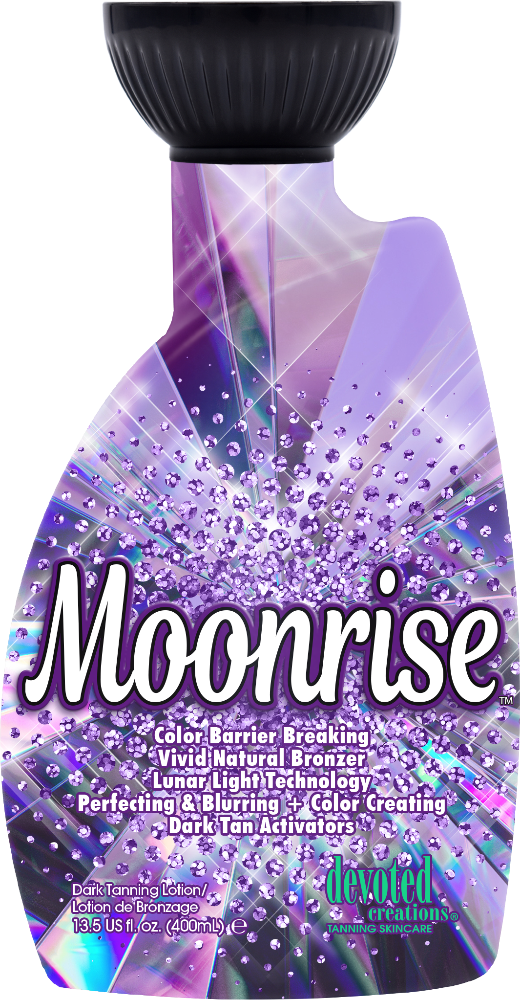 Moonrise™
Color Barrier Breaking
Vivid Natural Bronzer
Lunar Light Technology
Perfecting & Blurring + Color Creating
Dark Tan Activators
Dark Tanning Lotion/
Lotion de Bronzage
13.5 US fl. oz. (400mL) ℮
devoted
creations®
TANNING SKINCARE